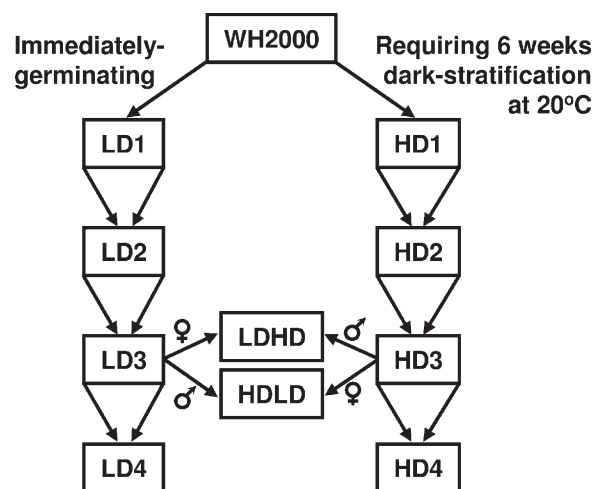 WH2000
Immediately-
germinating
Requiring 6 weeks
dark-stratification
at 20°C
LD1
HD1
LD2
HD2
♀
LDHD
♂
LD3
HD3
♂
HDLD
♀
LD4
HD4